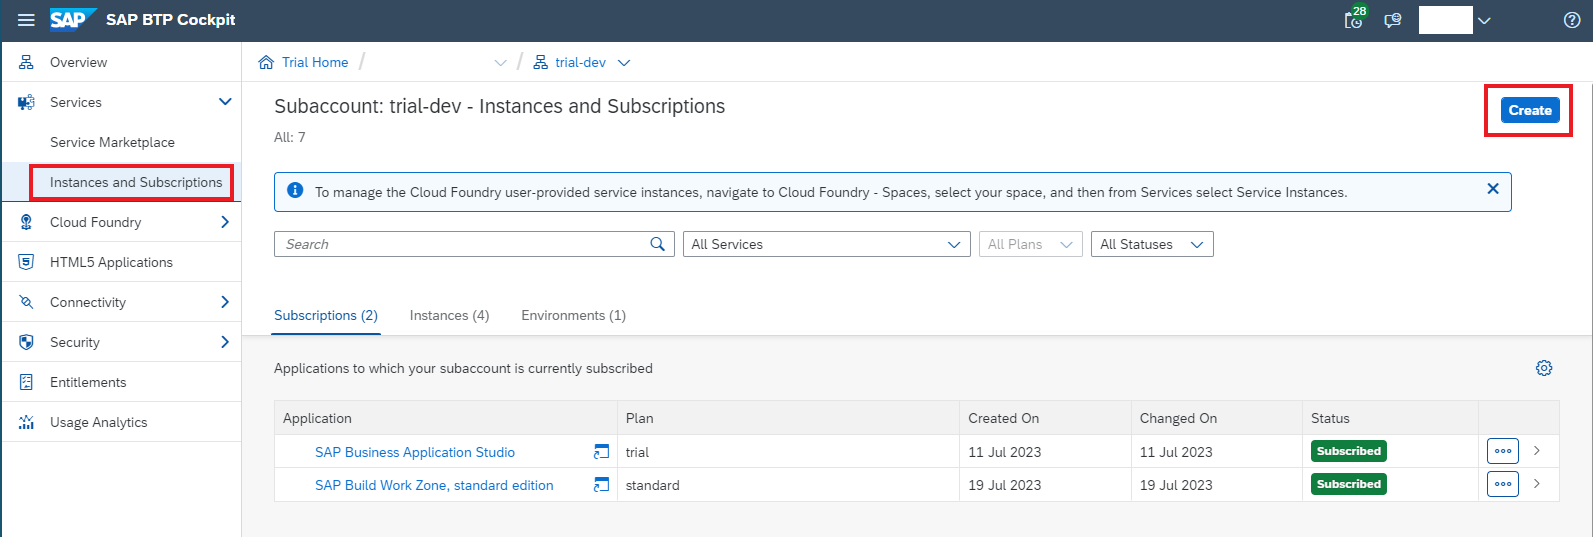 SAP SAP BTP Cockpit 28
Overview
Services
Service Marketplace
Instances and Subscriptions
Cloud Foundry
HTML5 Applications
Connectivity
Security
Entitlements
Usage Analytics
Trial Home / / trial-dev
Subaccount: trial-dev - Instances and Subscriptions
Create
All: 7
To manage the Cloud Foundry user-provided service instances, navigate to Cloud Foundry - Spaces, select your space, and then from Services select Service Instances.
Search All Services All Plans All Statuses
Subscriptions (2) Instances (4) Environments (1)
Applications to which your subaccount is currently subscribed
Application Plan Created On Changed On Status
SAP Business Application Studio trial 11 Jul 2023 11 Jul 2023 Subscribed
SAP Build Work Zone, standard edition standard 19 Jul 2023 19 Jul 2023 Subscribed